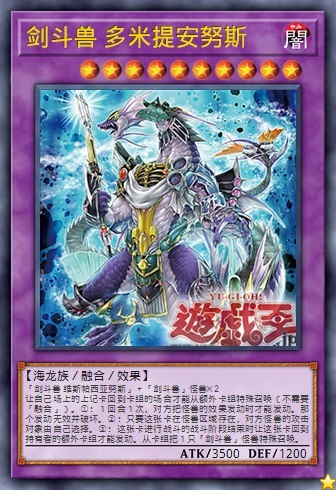 剑斗兽 多米提安努斯
闇
YU-GI-OH!
遊戯王
【海龙族／融合／效果】
「剑斗兽 维斯帕西亚努斯」+「剑斗兽」怪兽×2
让自己场上的上记卡回到卡组的场合才能从额外卡组特殊召唤（不需要
「融合」）。①：1回合1次，对方把怪兽的效果发动时才能发动。那
个发动无效并破坏。②：只要这张卡在怪兽区域存在，对方怪兽的攻击
对象由自己选择。③：这张卡进行战斗的战斗阶段结束时让这张卡回到
持有者的额外卡组才能发动。从卡组把1只「剑斗兽」怪兽特殊召唤。
ATK/3500 DEF/1200